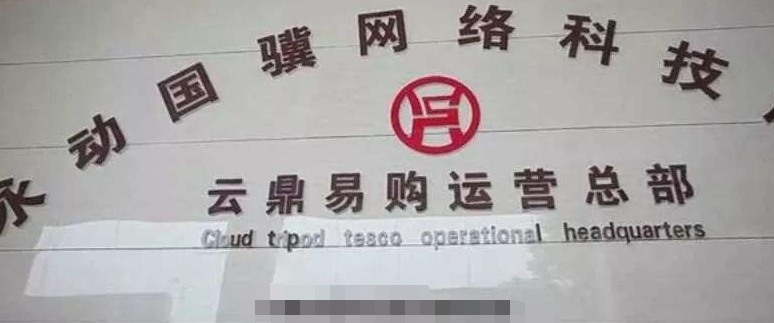 永动国骥网络科技
云鼎易购运营总部
Cloud tripod tesco operational headquarters